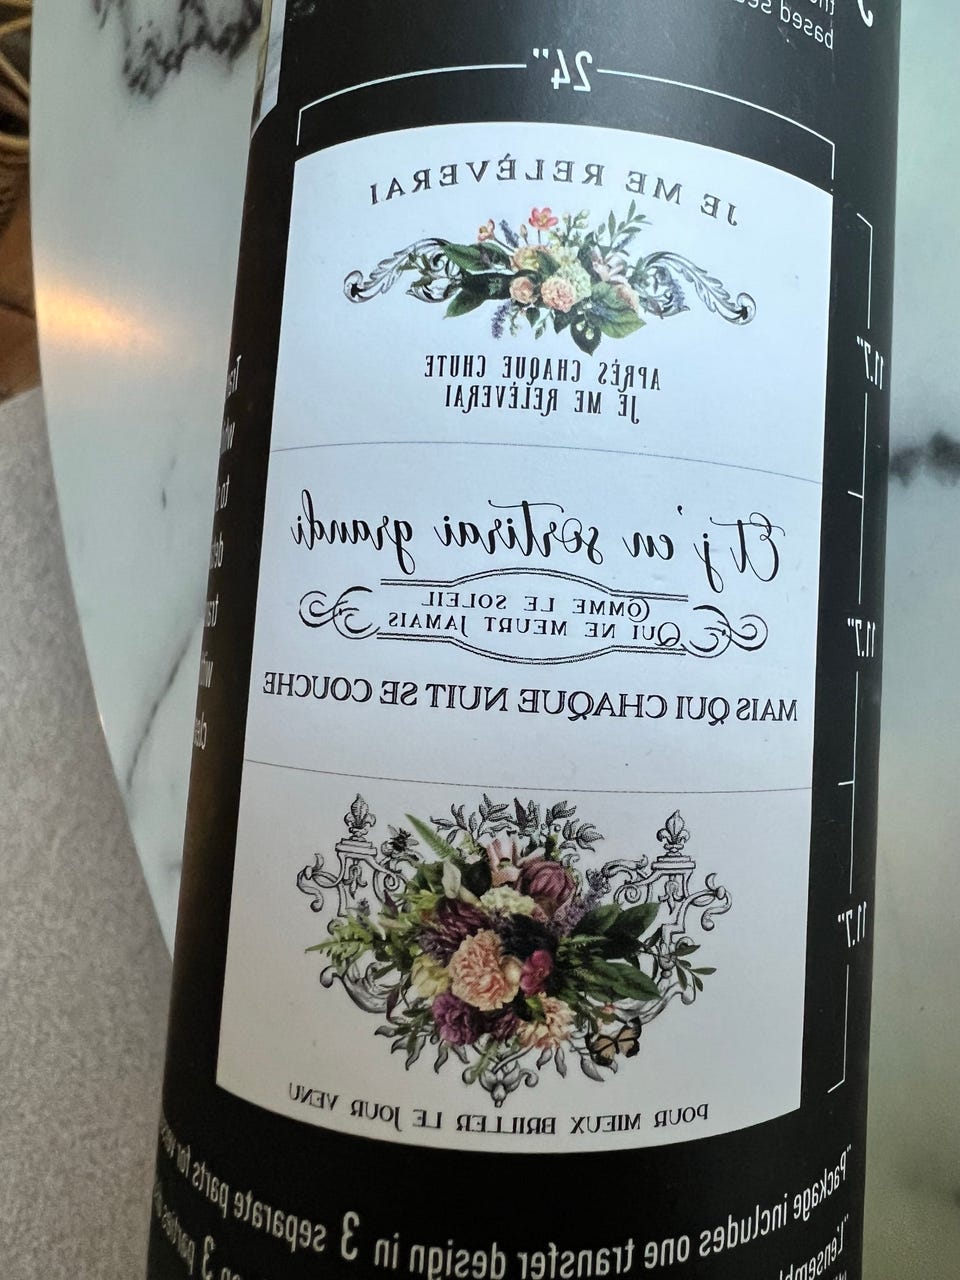 based
24"
JE ME RELÈVERAI
APRÈS CHAQUE CHUTE
JE ME RELÈVERAI
11.7"
Et j'en sortirai grandi
COMME LE SOLEIL
QUI NE MEURT JAMAIS
11.7"
MAIS QUI CHAQUE NUIT SE COUCHE
11.7"
POUR MIEUX BRILLER LE JOUR VENU
"Package includes one transfer design in 3 separate parts for
3